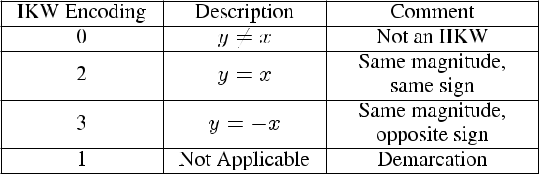 IKW Encoding Description Comment
0 y ≠ x Not an IIKW
2 y = x Same magnitude,
same sign
3 y = −x Same magnitude,
opposite sign
1 Not Applicable Demarcation